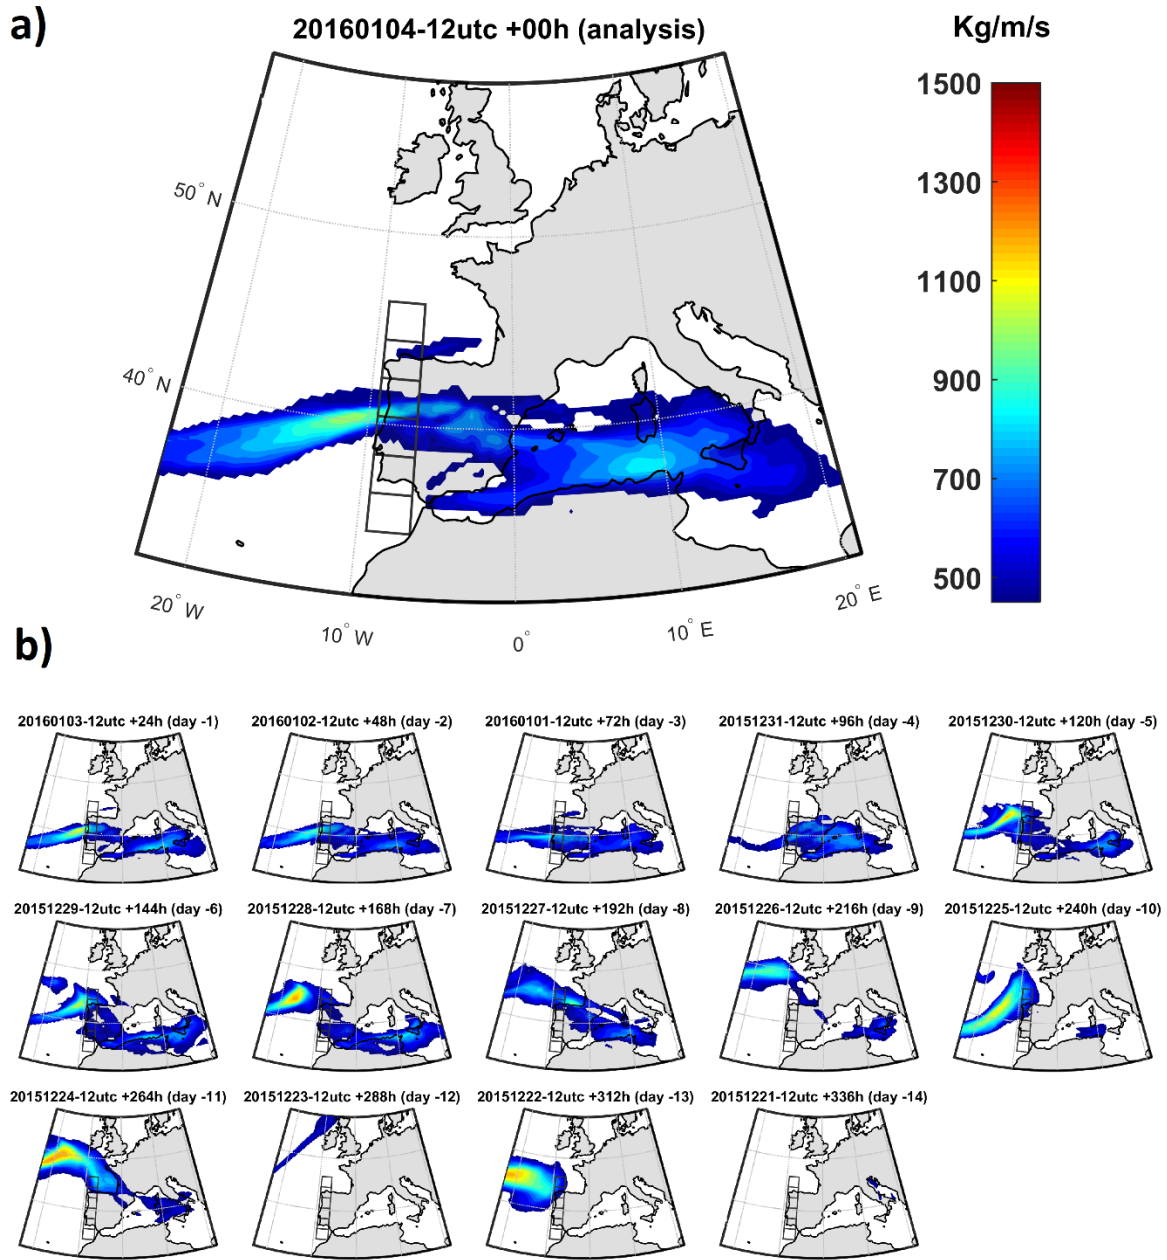 a)
20160104-12utc +00h (analysis)
Kg/m/s
1500
1300
1100
900
700
500
50° N
40° N
20° W
10° W
0°
10° E
20° E
b)
20160103-12utc +24h (day -1)
20160102-12utc +48h (day -2)
20160101-12utc +72h (day -3)
20151231-12utc +96h (day -4)
20151230-12utc +120h (day -5)
20151229-12utc +144h (day -6)
20151228-12utc +168h (day -7)
20151227-12utc +192h (day -8)
20151226-12utc +216h (day -9)
20151225-12utc +240h (day -10)
20151224-12utc +264h (day -11)
20151223-12utc +288h (day -12)
20151222-12utc +312h (day -13)
20151221-12utc +336h (day -14)